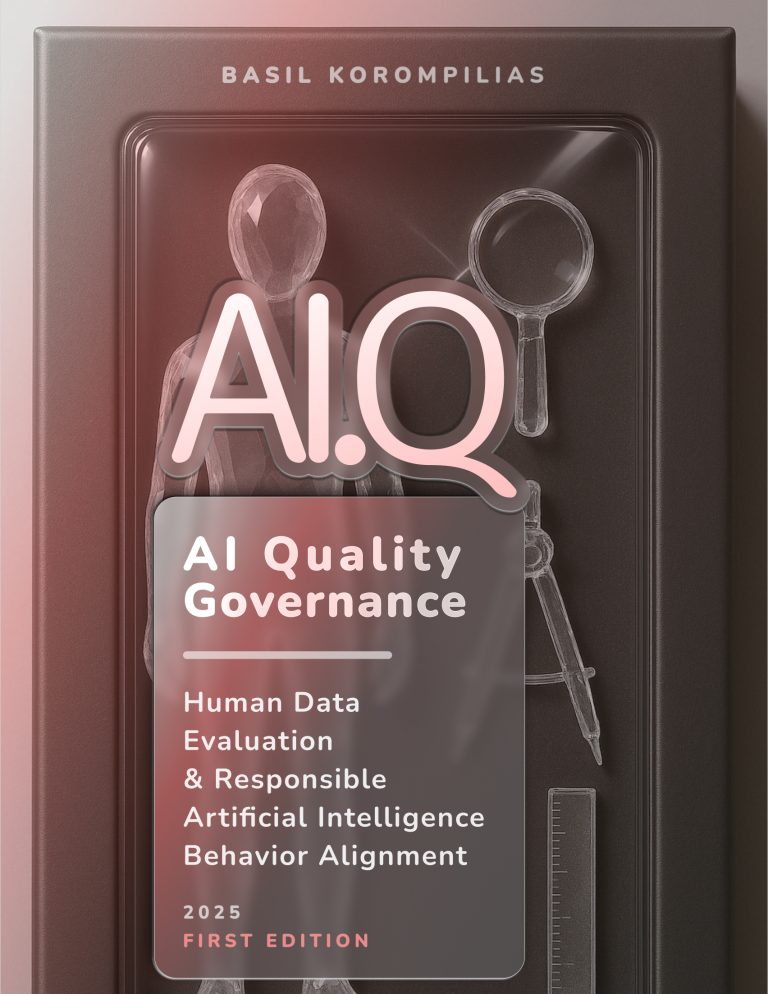 BASIL KOROMPILIAS
AI.Q
AI Quality
Governance
Human Data
Evaluation
& Responsible
Artificial Intelligence
Behavior Alignment
2025
FIRST EDITION